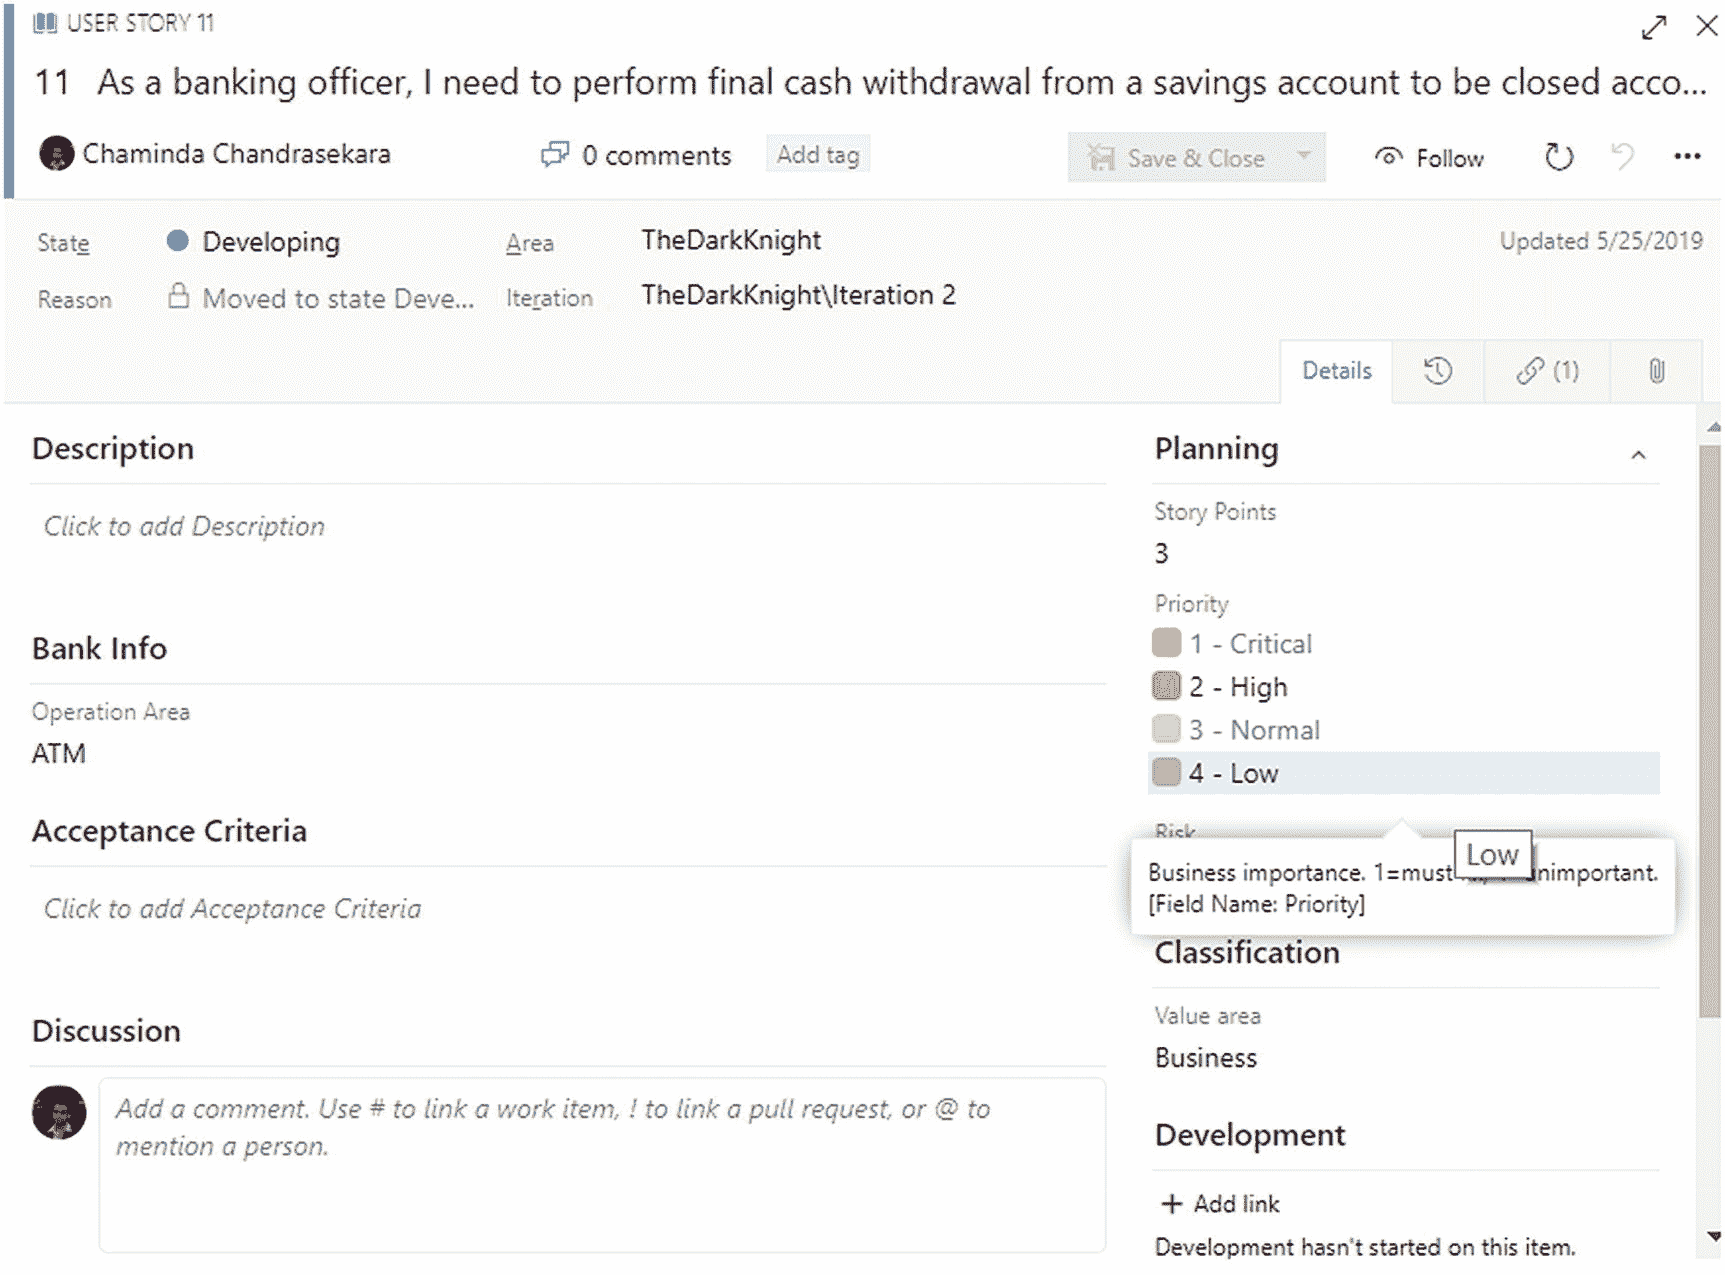 USER STORY 11
11 As a banking officer, I need to perform final cash withdrawal from a savings account to be closed acco...
Chaminda Chandrasekara
0 comments
Add tag
Save & Close
Follow
State
Developing
Area
TheDarkKnight
Updated 5/25/2019
Reason
Moved to state Deve...
Iteration
TheDarkKnight\Iteration 2
Details
(1)
Description
Click to add Description
Bank Info
Operation Area
ATM
Acceptance Criteria
Click to add Acceptance Criteria
Discussion
Add a comment. Use # to link a work item, ! to link a pull request, or @ to
mention a person.
Planning
Story Points
3
Priority
1 - Critical
2 - High
3 - Normal
4 - Low
Risk
Low
Business importance. 1=must
[Field Name: Priority]
Classification
Value area
Business
Development
+ Add link
Development hasn't started on this item.